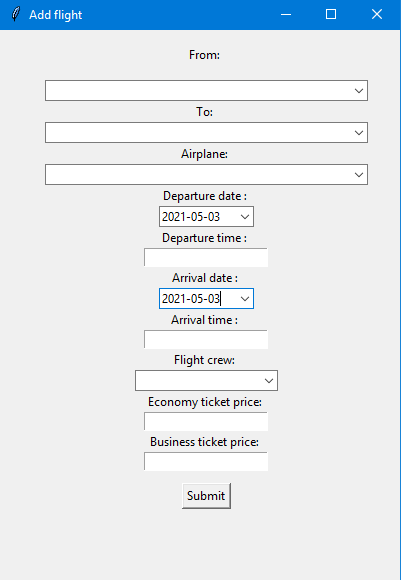 Add flight
From:
To:
Airplane:
Departure date :
2021-05-03
Departure time :
Arrival date :
2021-05-03
Arrival time :
Flight crew:
Economy ticket price:
Business ticket price:
Submit